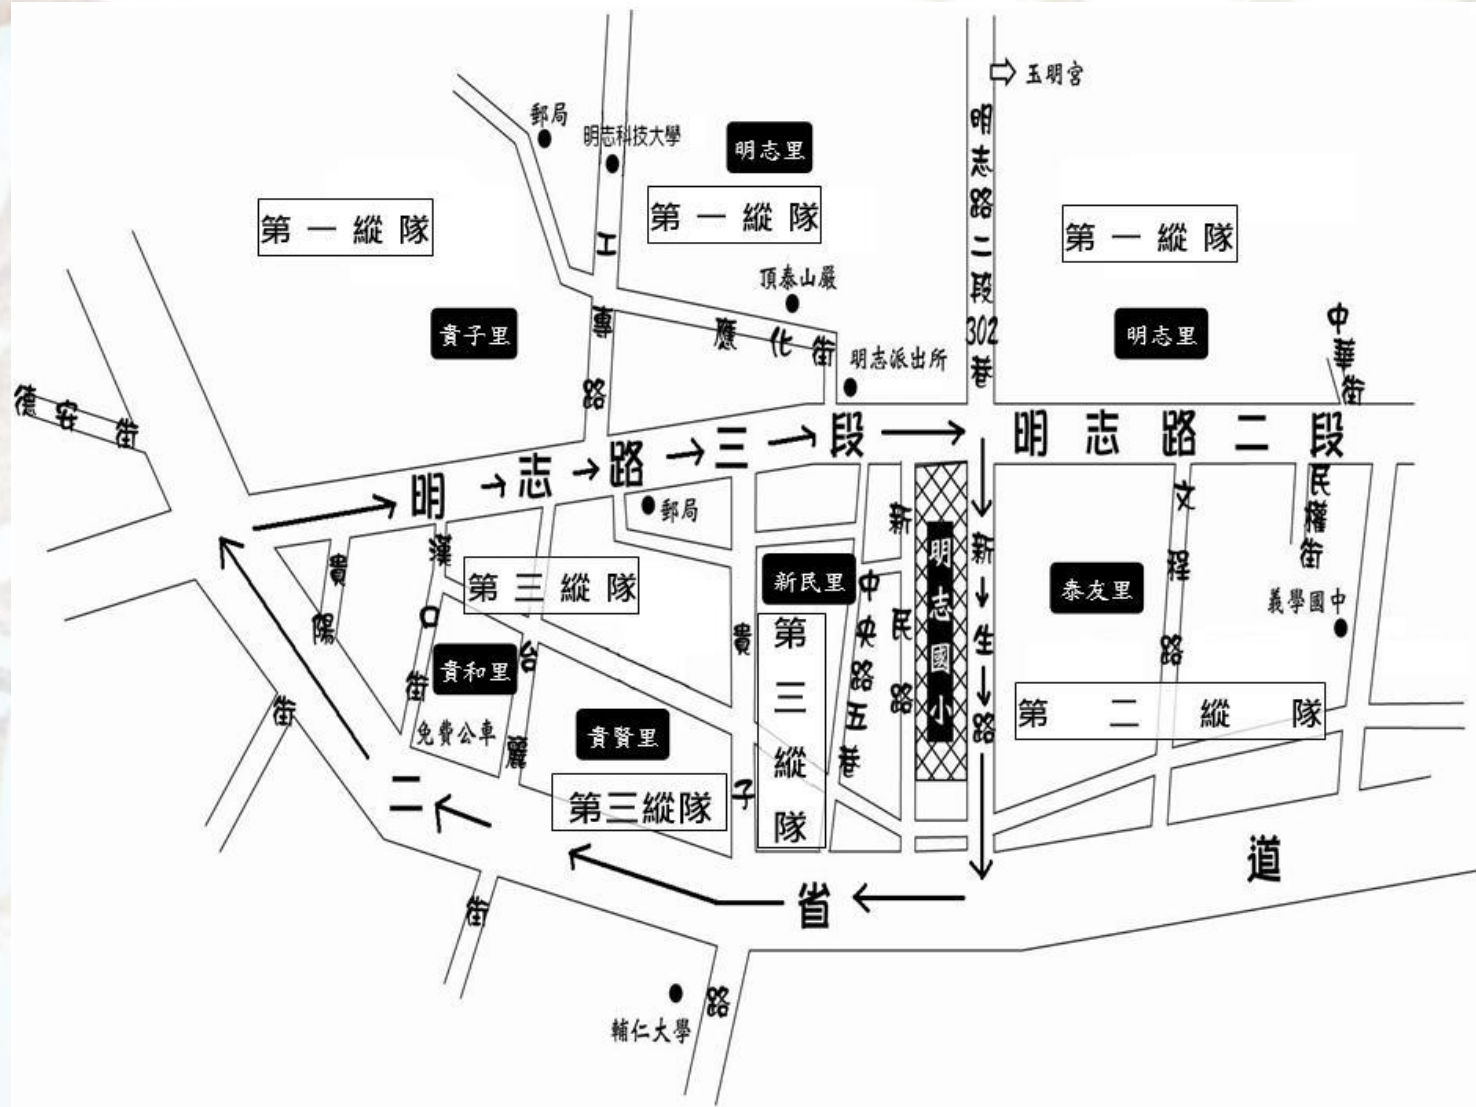 玉明宮
郵局
明志科技大學
明志里
明志路二段302巷
第一縱隊
第一縱隊
第一縱隊
工專路
頂泰山嚴
貴子里
應化街
明志派出所
明志里
中華街
德安街
明志路三段
明志路二段
郵局
新民路
明志國小
新生路
文程路
民權街
貴陽街
漢口街
第三縱隊
新民里
中央路五巷
泰友里
義學國中
台麗街
貴和里
貴子路
第三縱隊
免費公車
貴賢里
第二縱隊
第三縱隊
二省道
輔仁大學